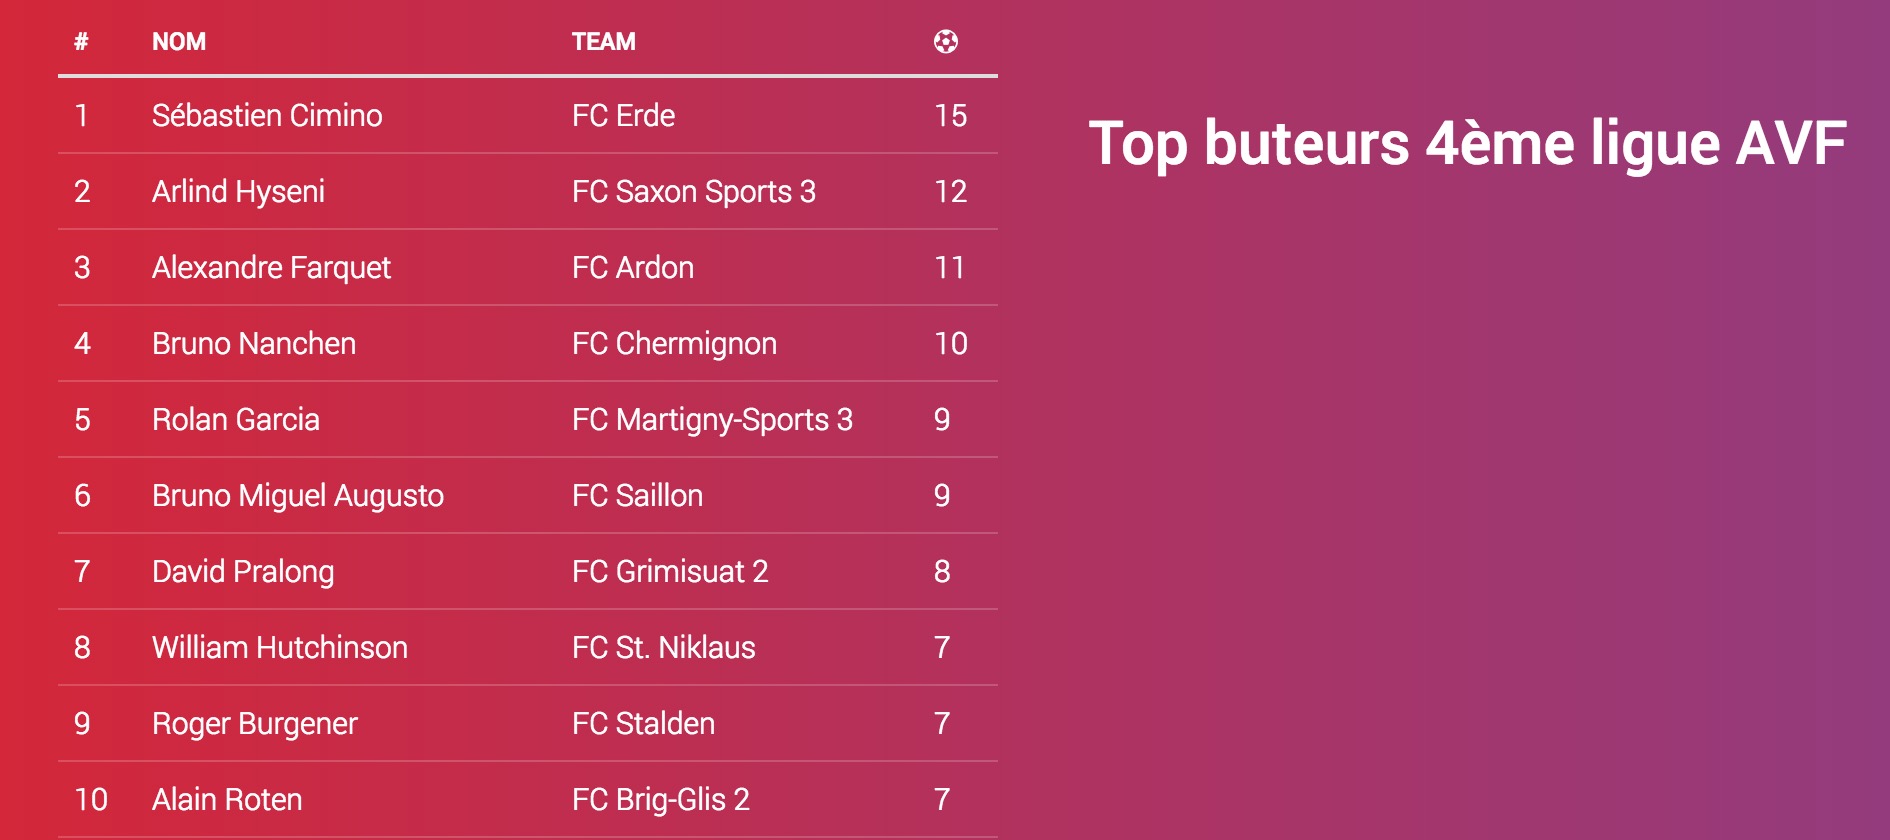 # NOM TEAM
1 Sébastien Cimino FC Erde 15
2 Arlind Hyseni FC Saxon Sports 3 12
3 Alexandre Farquet FC Ardon 11
4 Bruno Nanchen FC Chermignon 10
5 Rolan Garcia FC Martigny-Sports 3 9
6 Bruno Miguel Augusto FC Saillon 9
7 David Pralong FC Grimisuat 2 8
8 William Hutchinson FC St. Niklaus 7
9 Roger Burgener FC Stalden 7
10 Alain Roten FC Brig-Glis 2 7
Top buteurs 4ème ligue AVF